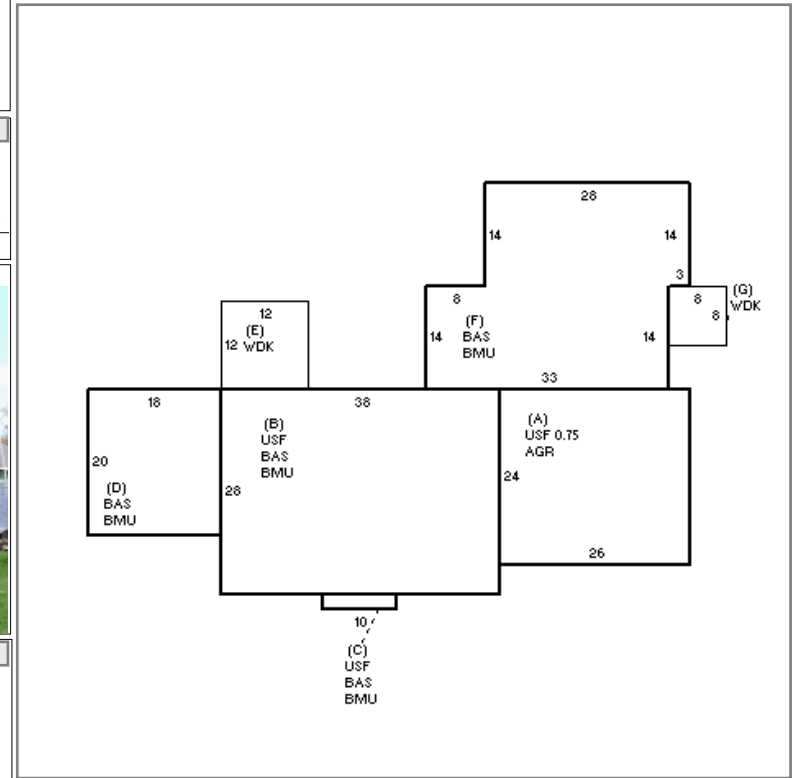 28
14
14
3
8
8
8
(G)
WDK
14
(F)
BAS
BMU
14
33
12
12
(E)
WDK
18
20
(D)
BAS
BMU
38
28
(B)
USF
BAS
BMU
(A)
USF 0.75
AGR
24
26
10
(C)
USF
BAS
BMU